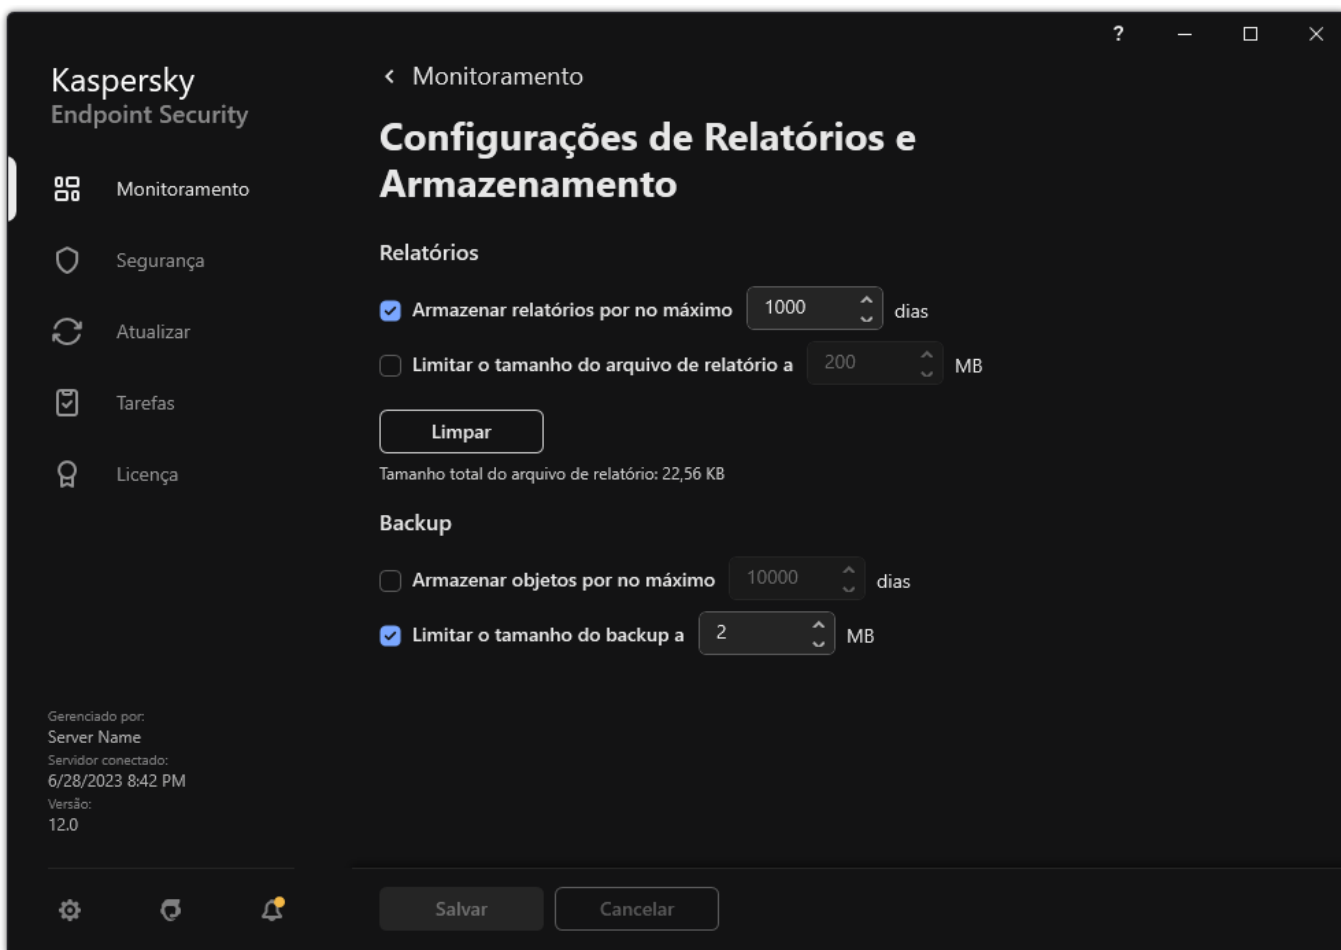 ?
Kaspersky
Endpoint Security
Monitoramento
Segurança
Atualizar
Tarefas
Licença
Gerenciado por:
Server Name
Servidor conectado:
6/28/2023 8:42 PM
Versão:
12.0
Monitoramento
Configurações de Relatórios e
Armazenamento
Relatórios
Armazenar relatórios por no máximo 1000 dias
Limitar o tamanho do arquivo de relatório a 200 MB
Limpar
Tamanho total do arquivo de relatório: 22,56 KB
Backup
Armazenar objetos por no máximo 10000 dias
Limitar o tamanho do backup a 2 MB
Salvar Cancelar